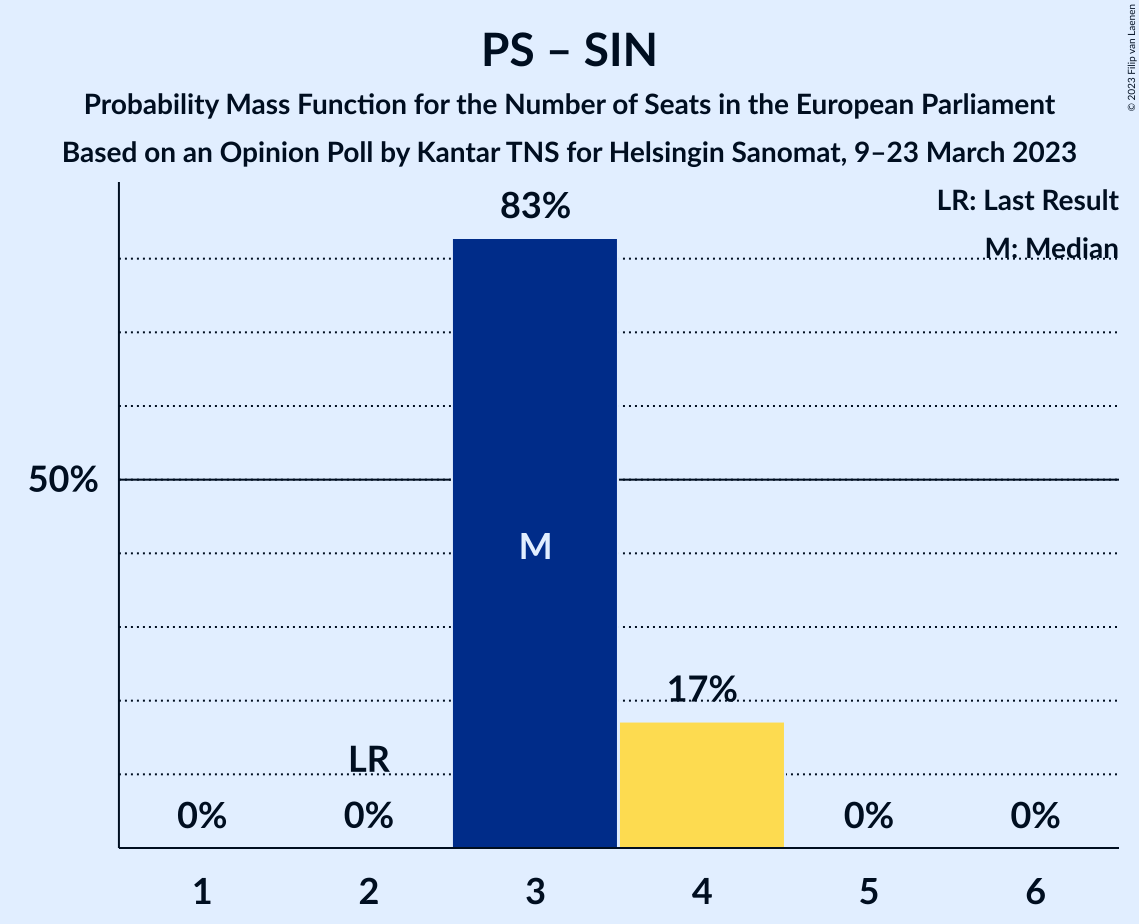 PS – SIN
Probability Mass Function for the Number of Seats in the European Parliament
Based on an Opinion Poll by Kantar TNS for Helsingin Sanomat, 9–23 March 2023
© 2023 Filip van Laenen
LR: Last Result
M: Median
83%
50%
M
17%
LR
0% 0% 0% 0%
1 2 3 4 5 6